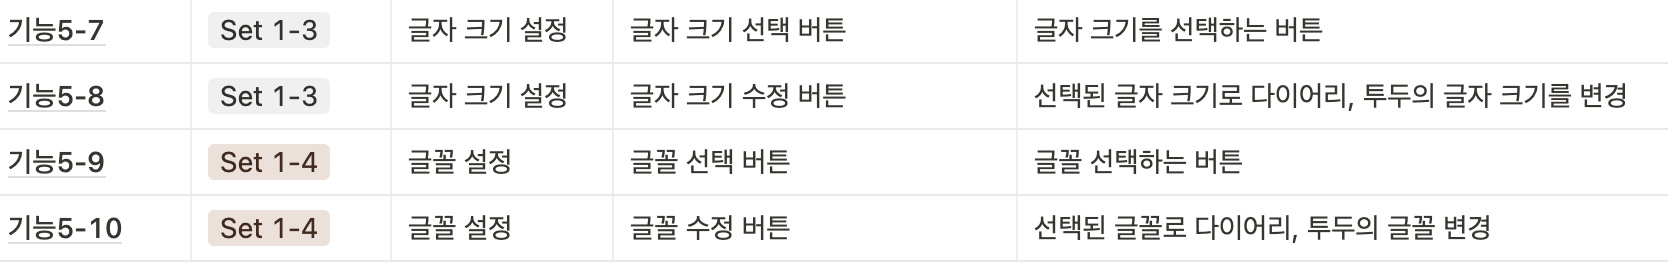 기능5-7 Set 1-3 글자 크기 설정 글자 크기 선택 버튼 글자 크기를 선택하는 버튼
기능5-8 Set 1-3 글자 크기 설정 글자 크기 수정 버튼 선택된 글자 크기로 다이어리, 투두의 글자 크기를 변경
기능5-9 Set 1-4 글꼴 설정 글꼴 선택 버튼 글꼴 선택하는 버튼
기능5-10 Set 1-4 글꼴 설정 글꼴 수정 버튼 선택된 글꼴로 다이어리, 투두의 글꼴 변경